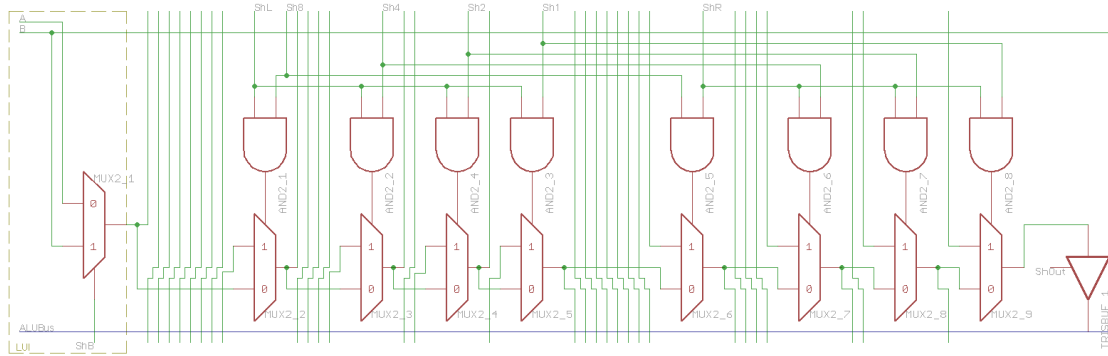 ShL Sh8 Sh4 Sh2 Sh1 ShR
A
B
MUX2_1
0
1
AND2_1 AND2_2 AND2_4 AND2_3 AND2_5 AND2_6 AND2_7 AND2_8
1 1 1 1 1 1 1 1
0 0 0 0 0 0 0 0
MUX2_2 MUX2_3 MUX2_4 MUX2_5 MUX2_6 MUX2_7 MUX2_8 MUX2_9
ShOut
TRISBUF_1
ALUBus
LUI
ShB